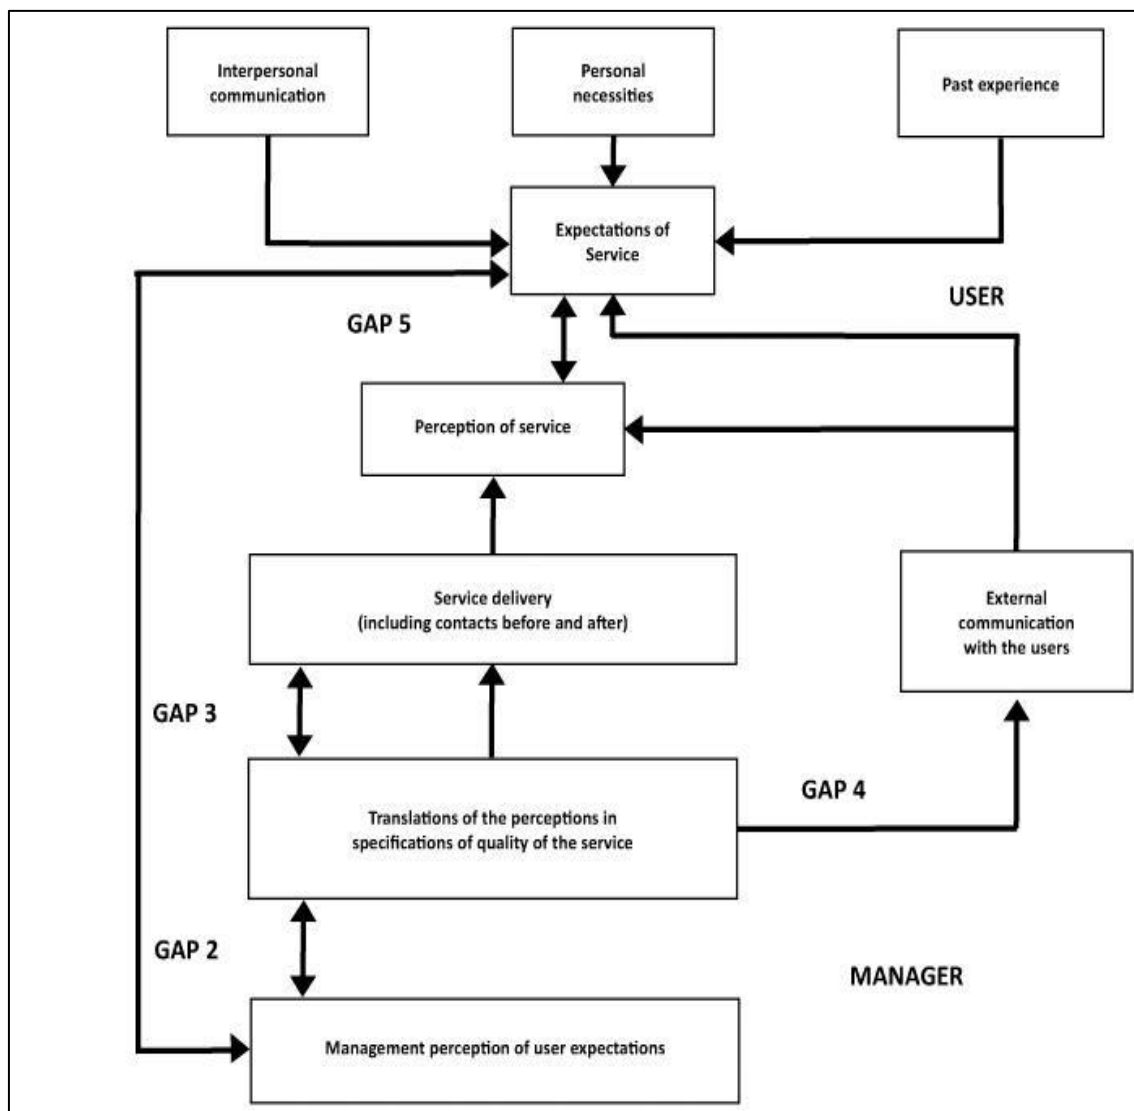 Interpersonal
communication
Personal
necessities
Past experience
Expectations of
Service
USER
GAP 5
Perception of service
Service delivery
(including contacts before and after)
External
communication
with the users
GAP 3
GAP 4
Translations of the perceptions in
specifications of quality of the service
GAP 2
MANAGER
Management perception of user expectations